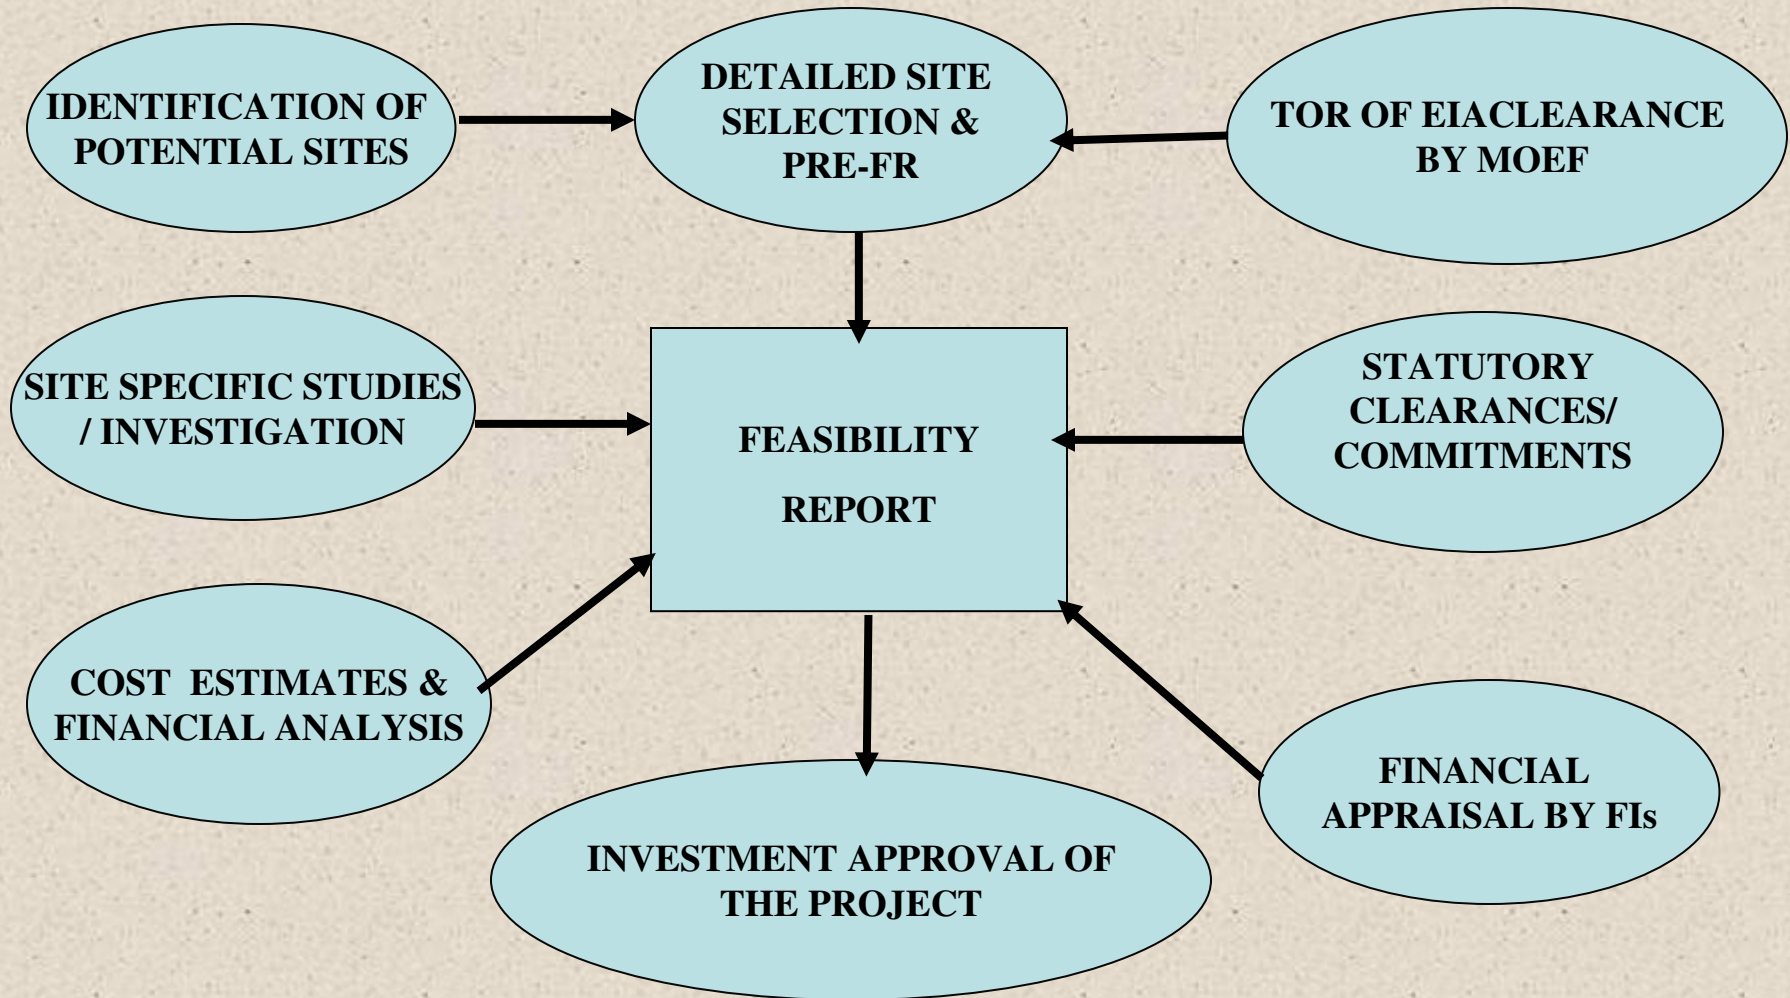 IDENTIFICATION OF
POTENTIAL SITES
DETAILED SITE
SELECTION &
PRE-FR
TOR OF EIACLEARANCE
BY MOEF
SITE SPECIFIC STUDIES
/ INVESTIGATION
FEASIBILITY
REPORT
STATUTORY
CLEARANCES/
COMMITMENTS
COST ESTIMATES &
FINANCIAL ANALYSIS
FINANCIAL
APPRAISAL BY FIs
INVESTMENT APPROVAL OF
THE PROJECT